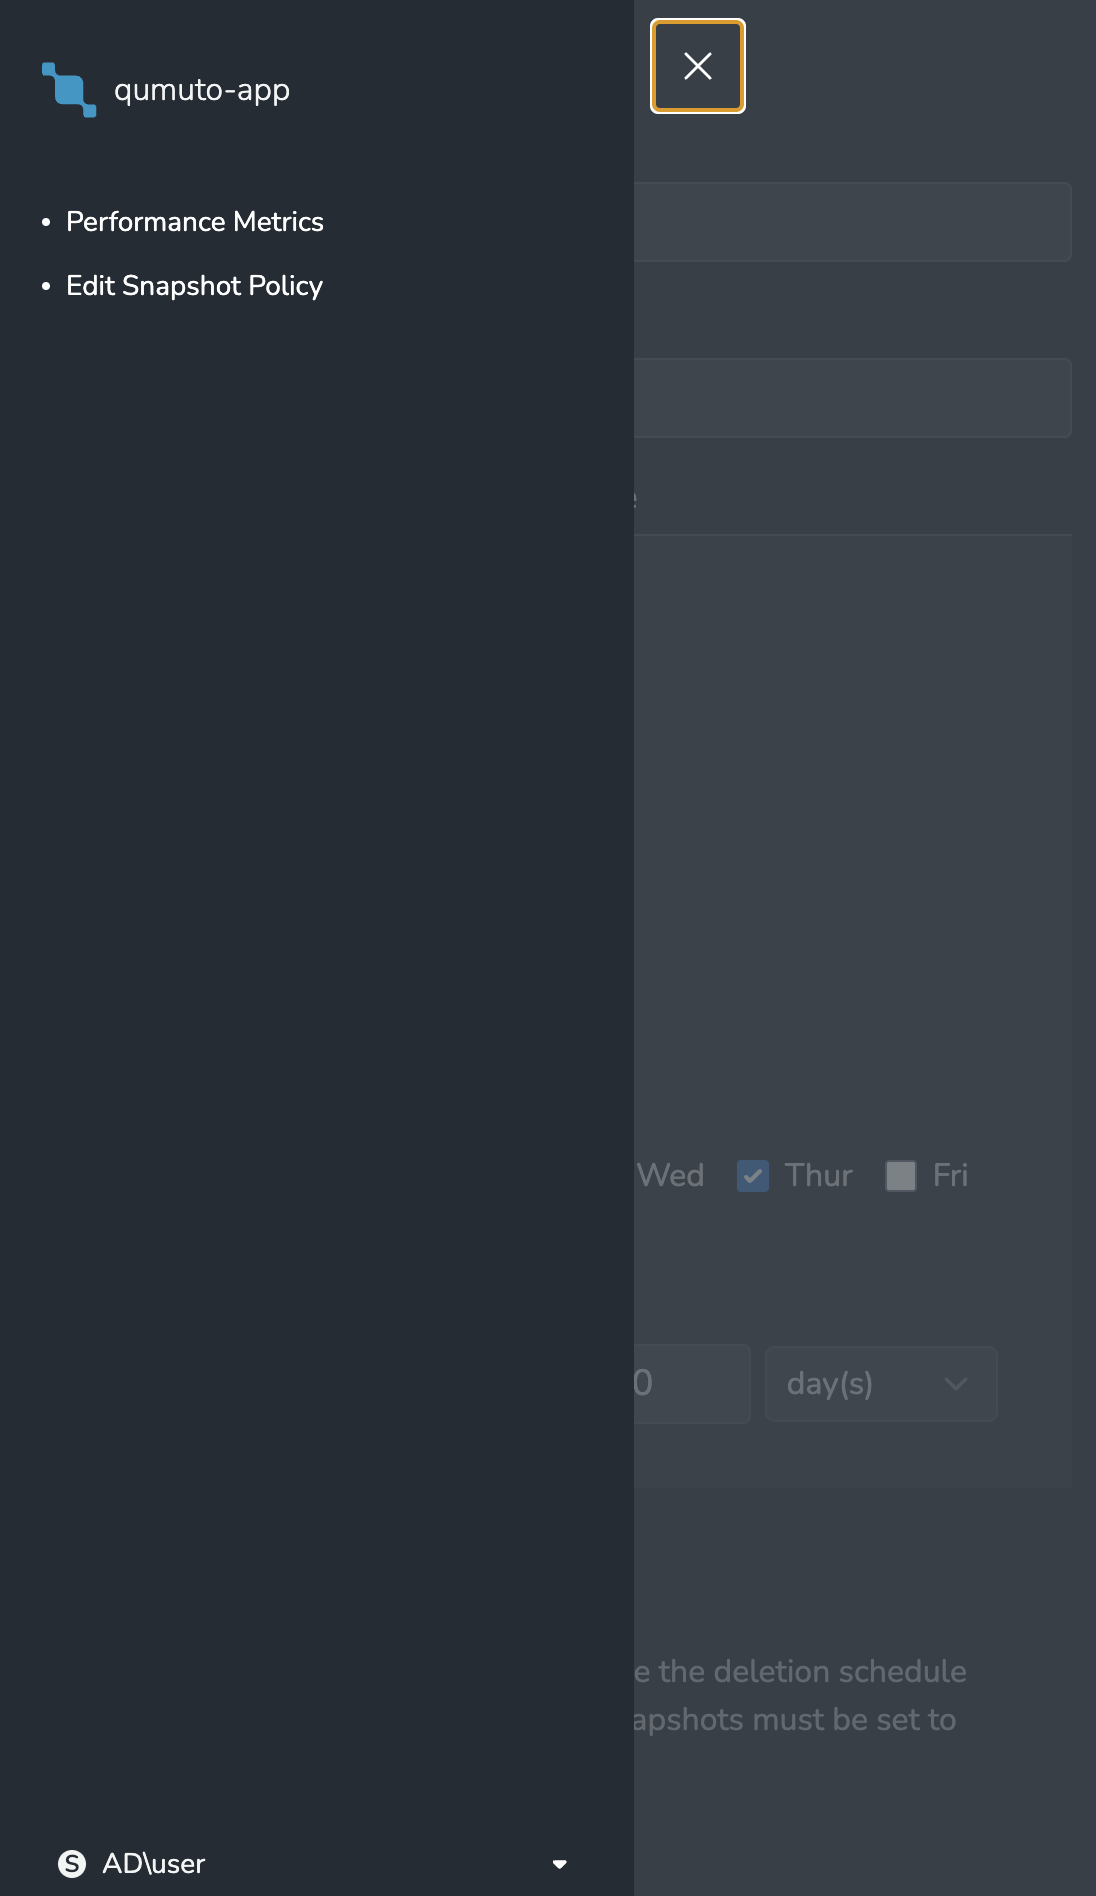 qumuto-app
• Performance Metrics
• Edit Snapshot Policy
Wed Thur Fri
0 day(s)
the deletion schedule
must be set to
S AD\user